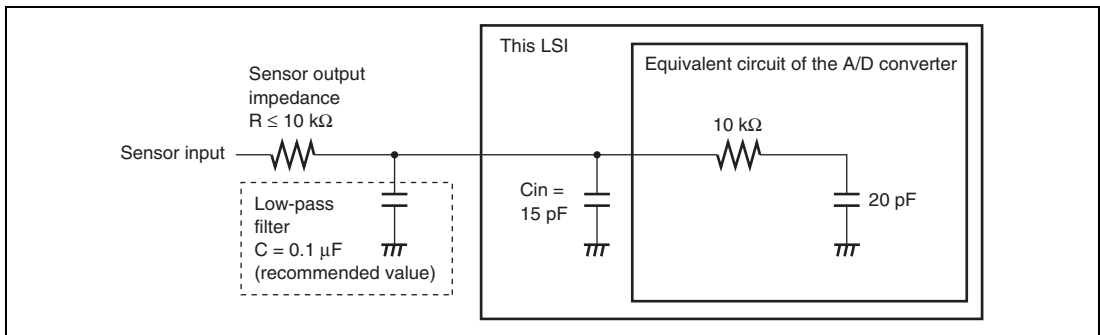 This LSI
Equivalent circuit of the A/D converter
Sensor output
impedance
R ≤ 10 kΩ
10 kΩ
Sensor input
Low-pass
filter
C = 0.1 μF
(recommended value)
Cin =
15 pF
20 pF